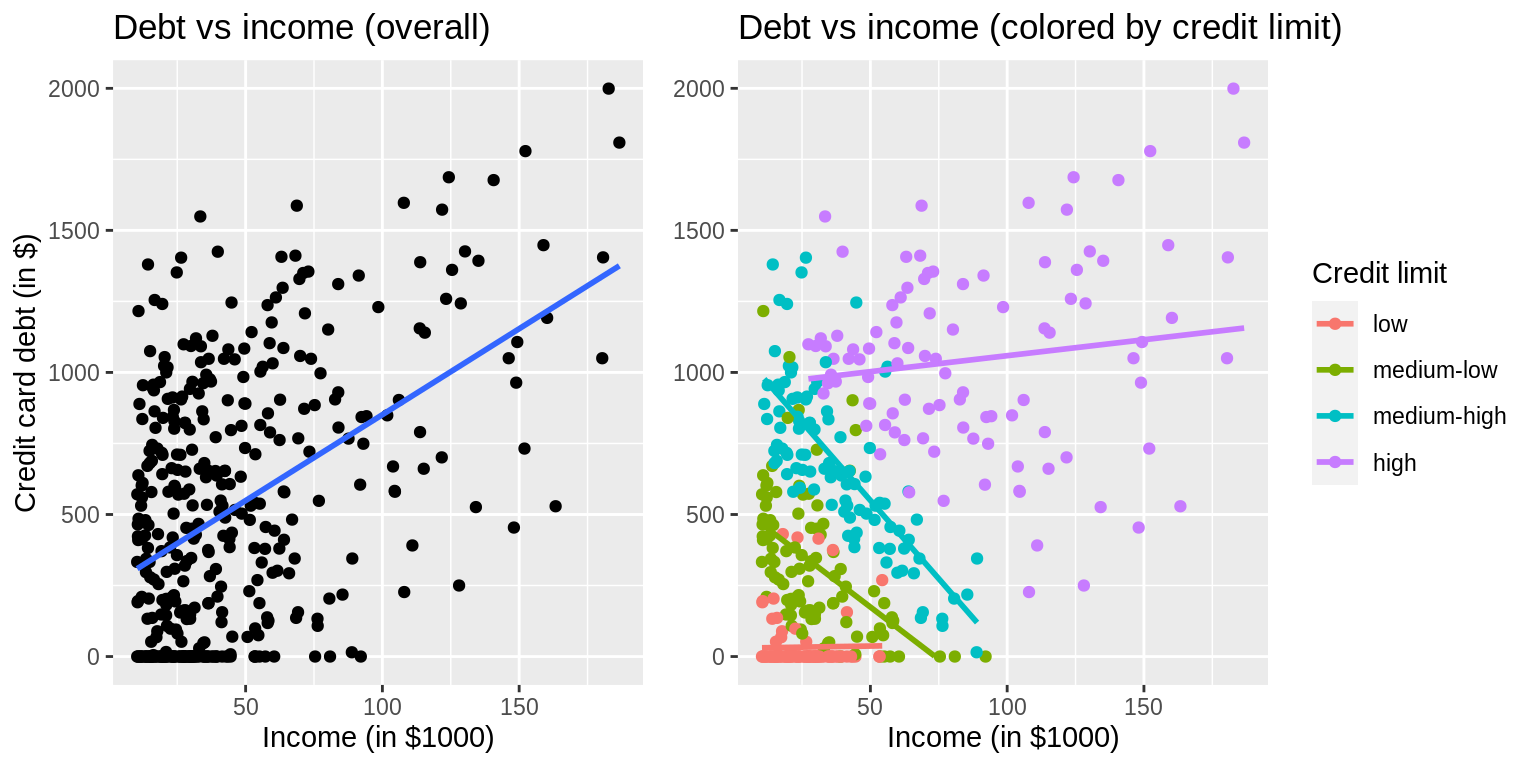 Debt vs income (overall)
2000
1500
1000
500
0
Credit card debt (in $)
50 100 150
Income (in $1000)
Debt vs income (colored by credit limit)
2000
1500
1000
500
0
50 100 150
Income (in $1000)
Credit limit
low
medium-low
medium-high
high